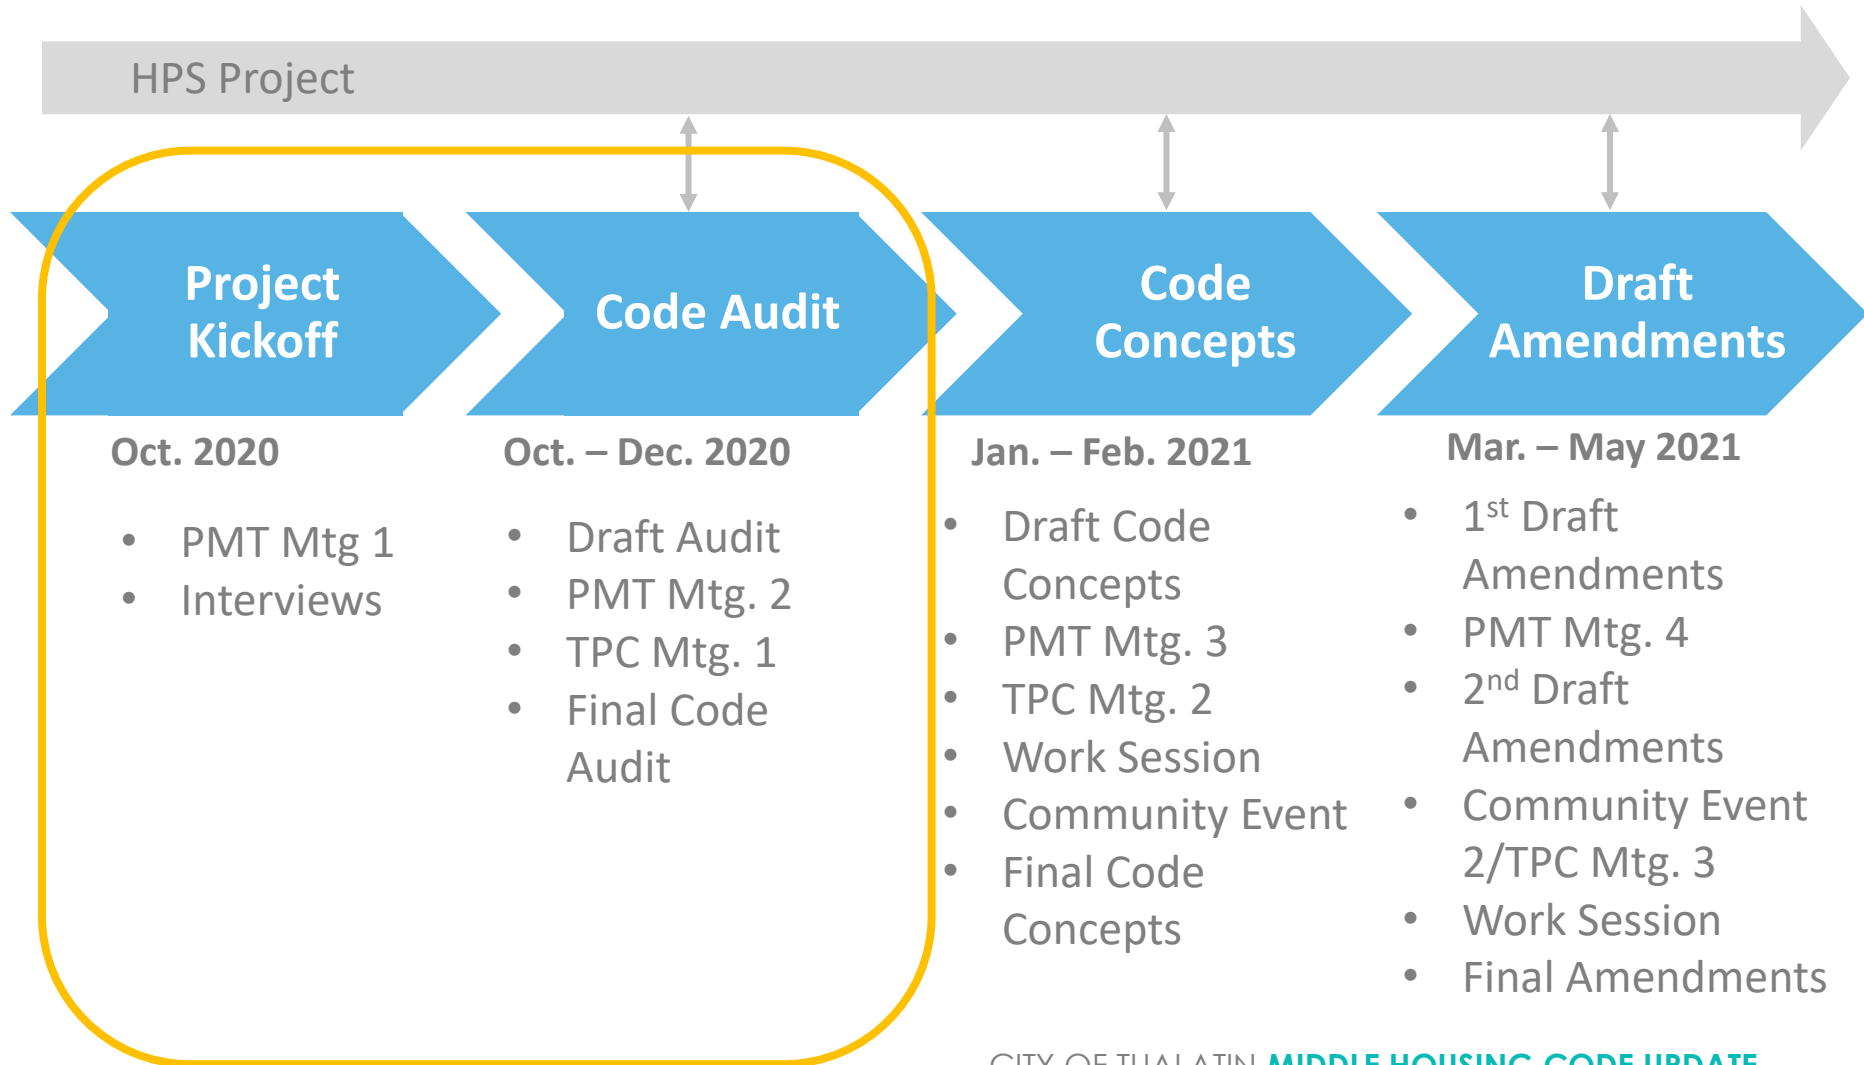 HPS Project
Project
Kickoff
Code Audit
Code
Concepts
Draft
Amendments
Oct. 2020
• PMT Mtg 1
• Interviews
Oct. – Dec. 2020
• Draft Audit
• PMT Mtg. 2
• TPC Mtg. 1
• Final Code
Audit
Jan. – Feb. 2021
• Draft Code
Concepts
• PMT Mtg. 3
• TPC Mtg. 2
• Work Session
• Community Event
• Final Code
Concepts
Mar. – May 2021
• 1st Draft
Amendments
• PMT Mtg. 4
• 2nd Draft
Amendments
• Community Event
2/TPC Mtg. 3
• Work Session
• Final Amendments
CITY OF TUALATIN MIDDLE HOUSING CODE UPDATE